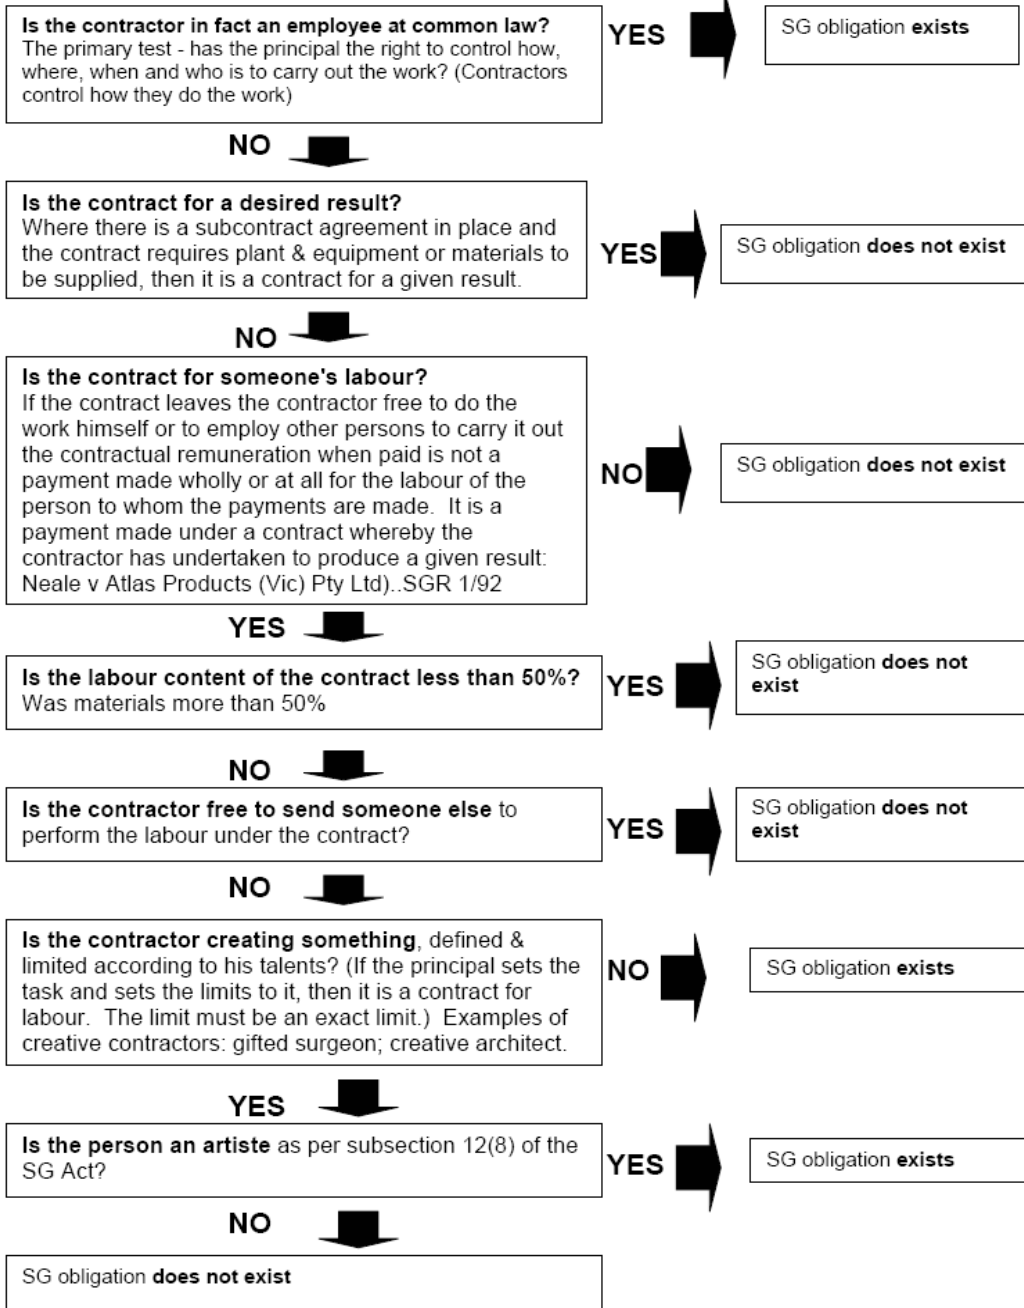 Is the contractor in fact an employee at common law?
The primary test - has the principal the right to control how,
where, when and who is to carry out the work? (Contractors
control how they do the work)
YES
SG obligation exists
NO
Is the contract for a desired result?
Where there is a subcontract agreement in place and
the contract requires plant & equipment or materials to
be supplied, then it is a contract for a given result.
YES
SG obligation does not exist
NO
Is the contract for someone's labour?
If the contract leaves the contractor free to do the
work himself or to employ other persons to carry it out
the contractual remuneration when paid is not a
payment made wholly or at all for the labour of the
person to whom the payments are made. It is a
payment made under a contract whereby the
contractor has undertaken to produce a given result:
Neale v Atlas Products (Vic) Pty Ltd)..SGR 1/92
NO
SG obligation does not exist
YES
Is the labour content of the contract less than 50%?
Was materials more than 50%
YES
SG obligation does not
exist
NO
Is the contractor free to send someone else to
perform the labour under the contract?
YES
SG obligation does not
exist
NO
Is the contractor creating something, defined &
limited according to his talents? (If the principal sets the
task and sets the limits to it, then it is a contract for
labour. The limit must be an exact limit.) Examples of
creative contractors: gifted surgeon; creative architect.
NO
SG obligation exists
YES
Is the person an artiste as per subsection 12(8) of the
SG Act?
YES
SG obligation exists
NO
SG obligation does not exist